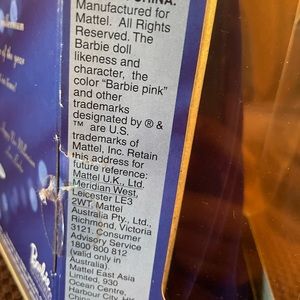 CHINA.
Manufactured for
Mattel. All Rights
Reserved. The
Barbie doll
likeness and
character, the
color "Barbie pink"
and other
trademarks
designated by ® &
™ are U.S.
trademarks of
Mattel, Inc. Retain
this address for
future reference:
Mattel U.K., Ltd.
Meridian West,
Leicester LE3
2WT. Mattel
Australia Pty., Ltd.,
Richmond, Victoria
3121. Consumer
Advisory Service
1800 800 812
(valid only in
Australia).
Mattel East Asia
Limited, 930
Ocean Centre,
Harbour City, HK,
China